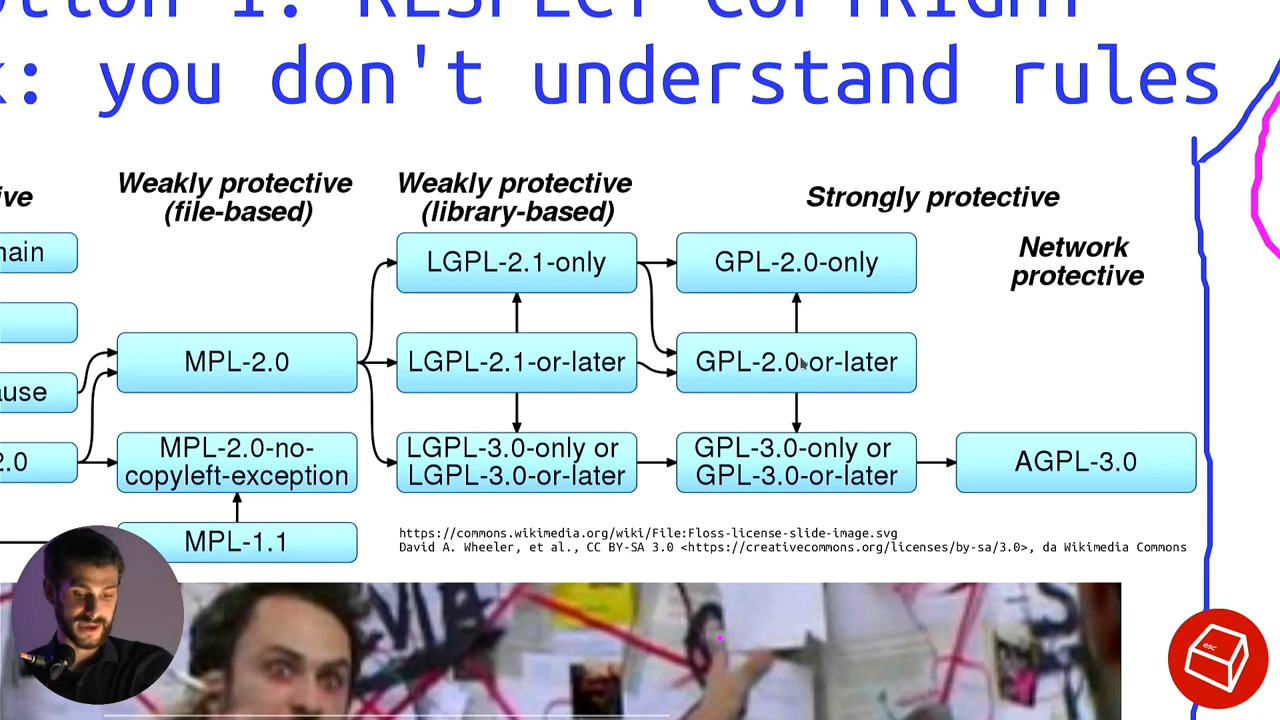 RESPECT COPYRIGHT
you don't understand rules
Weakly protective
(file-based)
Weakly protective
(library-based)
Strongly protective
Network
protective
LGPL-2.1-only
GPL-2.0-only
MPL-2.0
LGPL-2.1-or-later
GPL-2.0-or-later
MPL-2.0-no-
copyleft-exception
LGPL-3.0-only or
LGPL-3.0-or-later
GPL-3.0-only or
GPL-3.0-or-later
AGPL-3.0
2.0
MPL-1.1
https://commons.wikimedia.org/wiki/File:Floss-license-slide-image.svg
David A. Wheeler, et al., CC BY-SA 3.0 <https://creativecommons.org/licenses/by-sa/3.0>, da Wikimedia Commons
esc